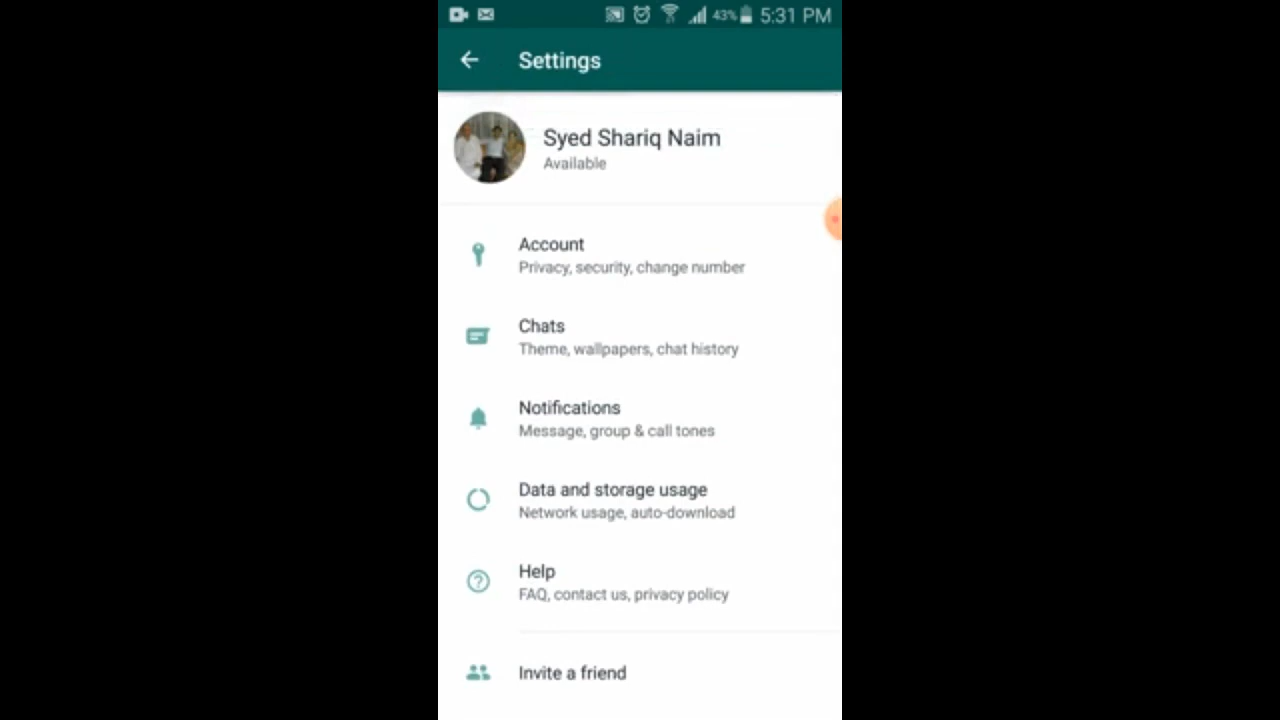 43% 5:31 PM
Settings
Syed Shariq Naim
Available
Account
Privacy, security, change number
Chats
Theme, wallpapers, chat history
Notifications
Message, group & call tones
Data and storage usage
Network usage, auto-download
Help
FAQ, contact us, privacy policy
Invite a friend